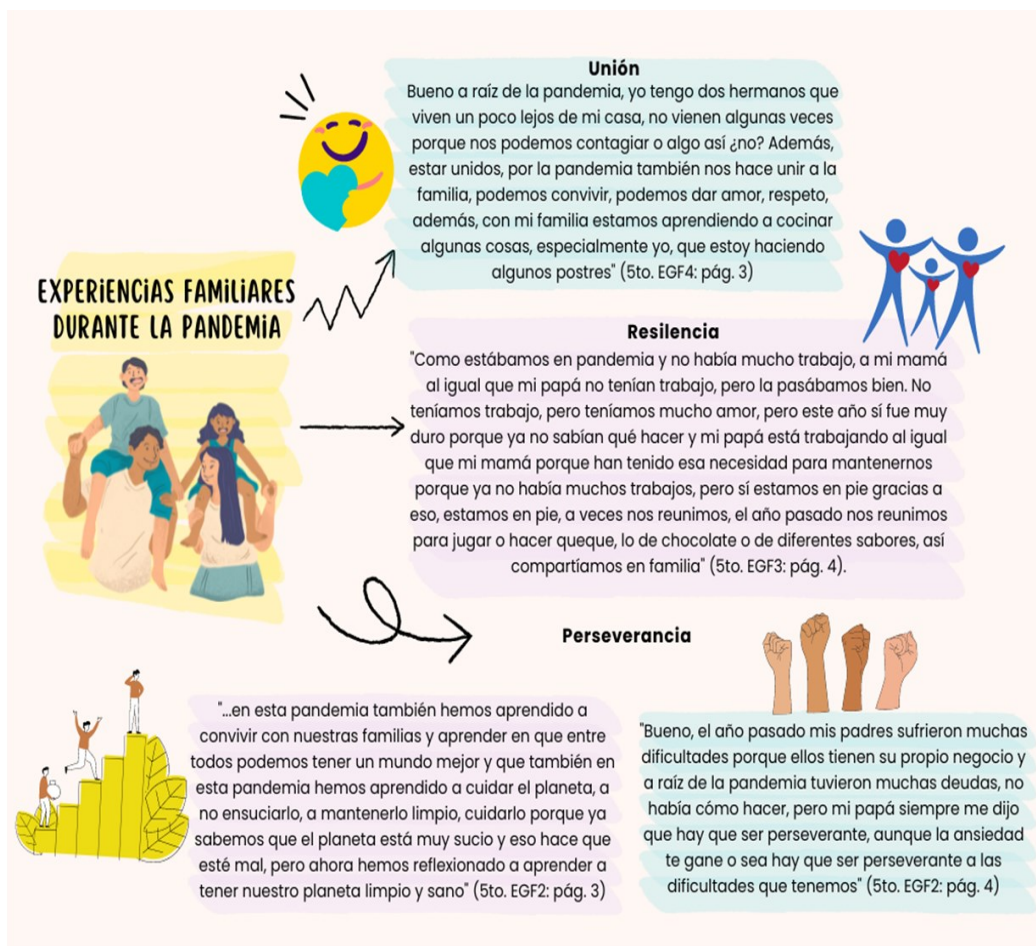 EXPERIENCIAS FAMILIARES
DURANTE LA PANDEMIA
Unión
Bueno a raíz de la pandemia, yo tengo dos hermanos que
viven un poco lejos de mi casa, no vienen algunas veces
porque nos podemos contagiar o algo así ¿no? Además,
estar unidos, por la pandemia también nos hace unir a la
familia, podemos convivir, podemos dar amor, respeto,
además, con mi familia estamos aprendiendo a cocinar
algunas cosas, especialmente yo, que estoy haciendo
algunos postres" (5to. EGF4: pág. 3)
Resilencia
"Como estábamos en pandemia y no había mucho trabajo, a mi mamá
al igual que mi papá no tenían trabajo, pero la pasábamos bien. No
teníamos trabajo, pero teníamos mucho amor, pero este año sí fue muy
duro porque ya no sabían qué hacer y mi papá está trabajando al igual
que mi mamá porque han tenido esa necesidad para mantenernos
porque ya no había muchos trabajos, pero sí estamos en pie gracias a
eso, estamos en pie, a veces nos reunimos, el año pasado nos reunimos
para jugar o hacer queque, lo de chocolate o de diferentes sabores, así
compartíamos en familia" (5to. EGF3: pág. 4).
Perseverancia
"...en esta pandemia también hemos aprendido a
convivir con nuestras familias y aprender en que entre
todos podemos tener un mundo mejor y que también en
esta pandemia hemos aprendido a cuidar el planeta, a
no ensuciarlo, a mantenerlo limpio, cuidarlo porque ya
sabemos que el planeta está muy sucio y eso hace que
esté mal, pero ahora hemos reflexionado a aprender a
tener nuestro planeta limpio y sano" (5to. EGF2: pág. 3)
"Bueno, el año pasado mis padres sufrieron muchas
dificultades porque ellos tienen su propio negocio y
a raíz de la pandemia tuvieron muchas deudas, no
había cómo hacer, pero mi papá siempre me dijo
que hay que ser perseverante, aunque la ansiedad
te gane o sea hay que ser perseverante a las
dificultades que tenemos" (5to. EGF2: pág. 4)